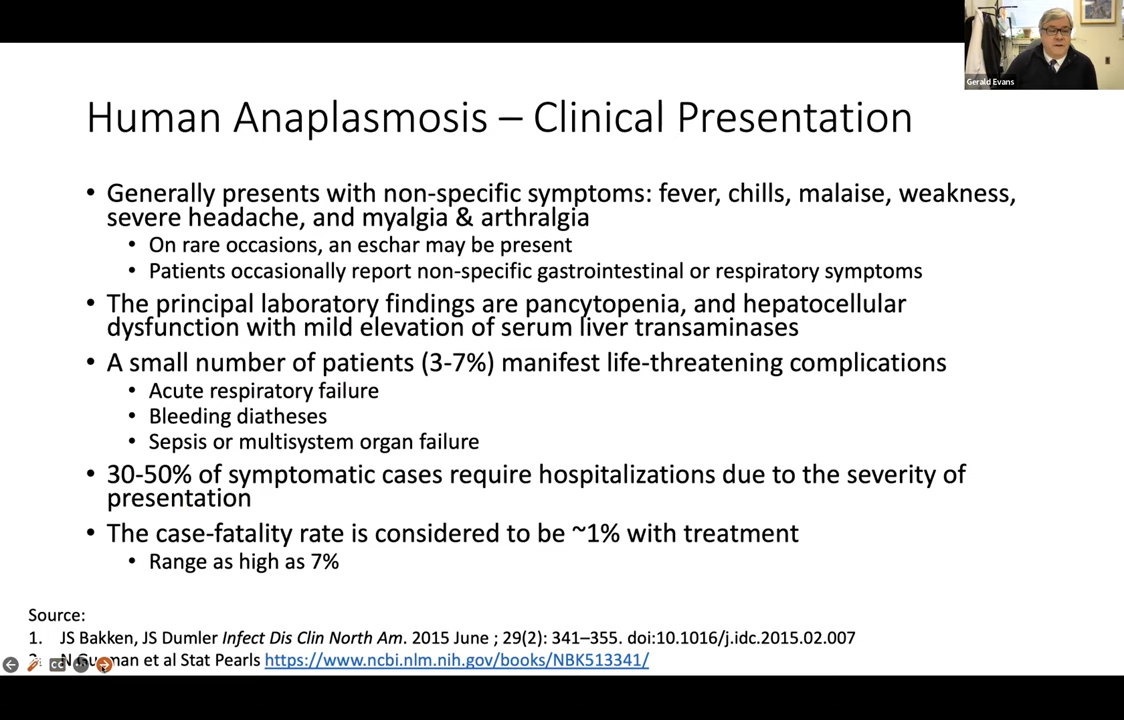 Gerald Evans
Human Anaplasmosis – Clinical Presentation
• Generally presents with non-specific symptoms: fever, chills, malaise, weakness,
severe headache, and myalgia & arthralgia
• On rare occasions, an eschar may be present
• Patients occasionally report non-specific gastrointestinal or respiratory symptoms
• The principal laboratory findings are pancytopenia, and hepatocellular
dysfunction with mild elevation of serum liver transaminases
• A small number of patients (3-7%) manifest life-threatening complications
• Acute respiratory failure
• Bleeding diatheses
• Sepsis or multisystem organ failure
• 30-50% of symptomatic cases require hospitalizations due to the severity of
presentation
• The case-fatality rate is considered to be ~1% with treatment
• Range as high as 7%
Source:
1. JS Bakken, JS Dumler Infect Dis Clin North Am. 2015 June ; 29(2): 341–355. doi:10.1016/j.idc.2015.02.007
N et al Stat Pearls https://www.ncbi.nlm.nih.gov/books/NBK513341/
CC